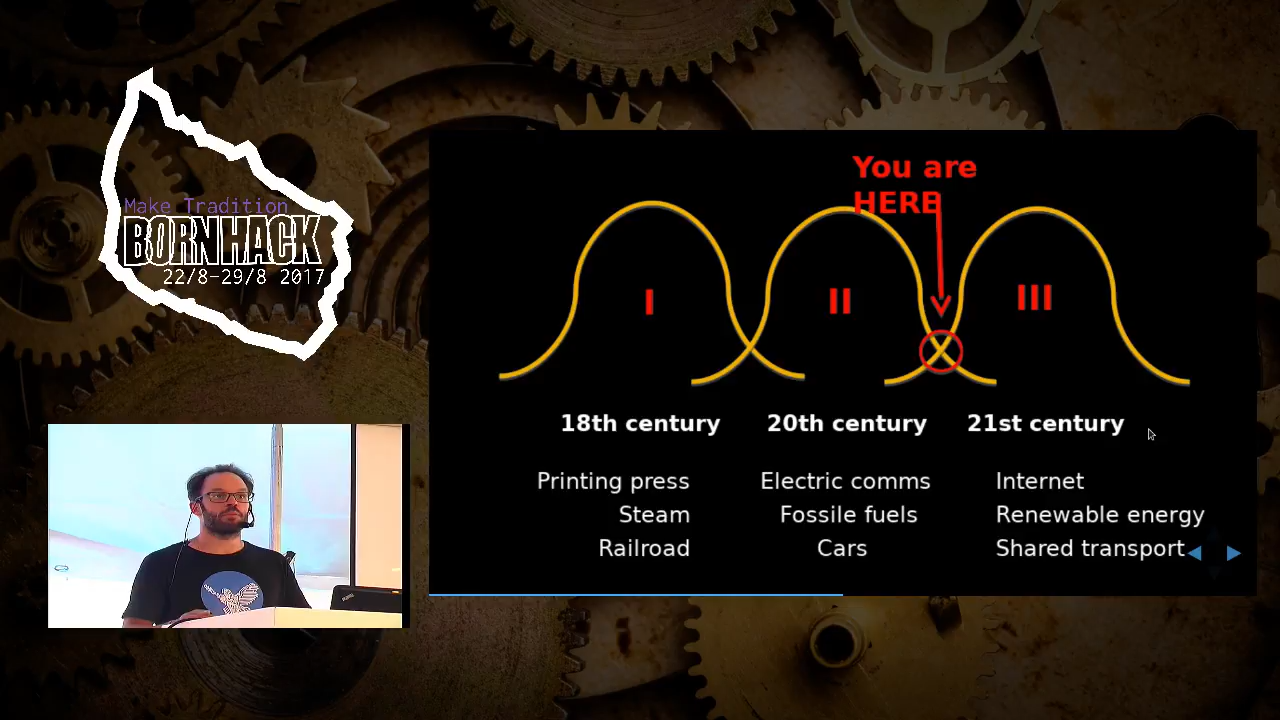 Make Tradition
BORNHACK
22/8-29/8 2017
You are
HERE
I
II
III
18th century
20th century
21st century
Printing press
Steam
Railroad
Electric comms
Fossile fuels
Cars
Internet
Renewable energy
Shared transport